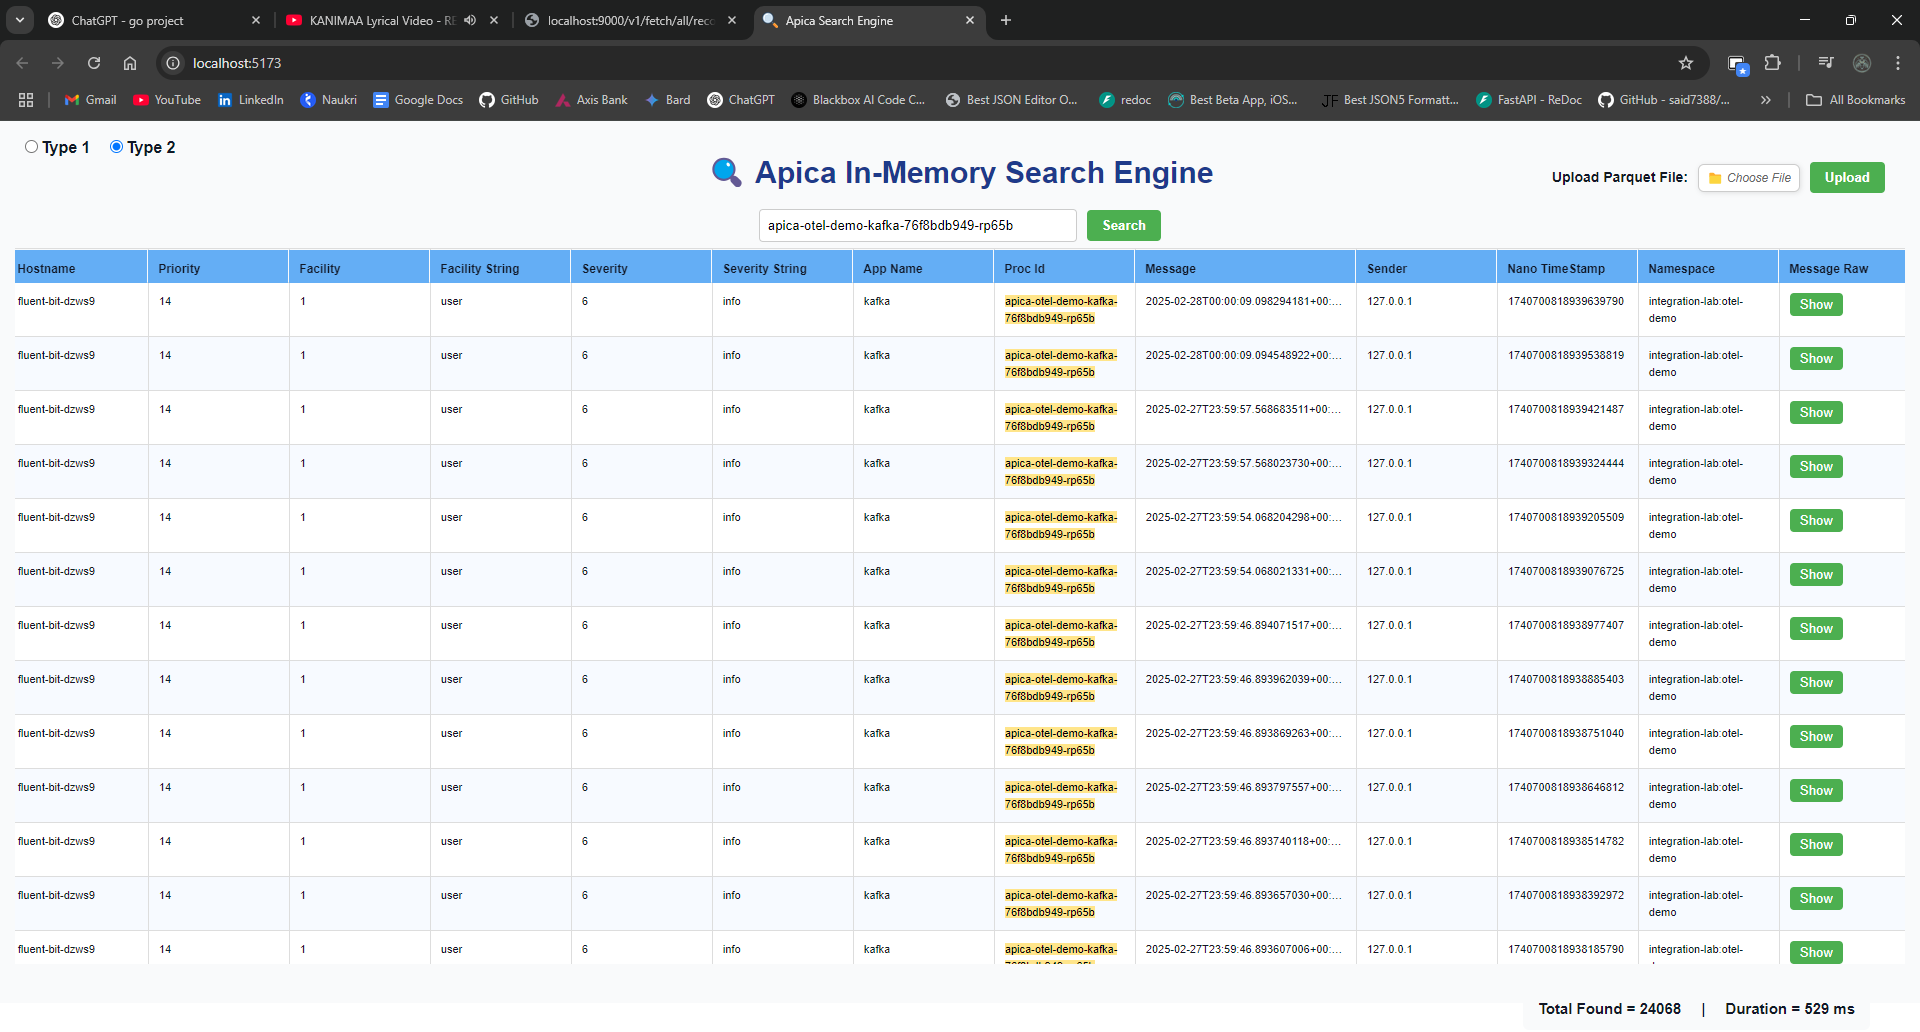 ChatGPT - go project
KANIMAA Lyrical Video - RE
localhost:9000/v1/fetch/all/reco
Apica Search Engine
localhost:5173
Gmail
YouTube
LinkedIn
Naukri
Google Docs
GitHub
Axis Bank
Bard
ChatGPT
Blackbox AI Code C...
Best JSON Editor O...
redoc
Best Beta App, iOS...
JF Best JSON5 Formatt...
FastAPI - ReDoc
GitHub - said7388/...
All Bookmarks
Type 1
Type 2
Apica In-Memory Search Engine
Upload Parquet File:
Choose File
Upload
apica-otel-demo-kafka-76f8bdb949-rp65b
Search
Hostname Priority Facility Facility String Severity Severity String App Name Proc Id Message Sender Nano TimeStamp Namespace Message Raw
fluent-bit-dzws9 14 1 user 6 info kafka apica-otel-demo-kafka- 2025-02-28T00:00:09.098294181+00:... 127.0.0.1 1740700818939639790 integration-lab:otel- Show
76f8bdb949-rp65b demo
fluent-bit-dzws9 14 1 user 6 info kafka apica-otel-demo-kafka- 2025-02-28T00:00:09.094548922+00:... 127.0.0.1 1740700818939538819 integration-lab:otel- Show
76f8bdb949-rp65b demo
fluent-bit-dzws9 14 1 user 6 info kafka apica-otel-demo-kafka- 2025-02-27T23:59:57.568683511+00:... 127.0.0.1 1740700818939421487 integration-lab:otel- Show
76f8bdb949-rp65b demo
fluent-bit-dzws9 14 1 user 6 info kafka apica-otel-demo-kafka- 2025-02-27T23:59:57.568023730+00:... 127.0.0.1 1740700818939324444 integration-lab:otel- Show
76f8bdb949-rp65b demo
fluent-bit-dzws9 14 1 user 6 info kafka apica-otel-demo-kafka- 2025-02-27T23:59:54.068204298+00:... 127.0.0.1 1740700818939205509 integration-lab:otel- Show
76f8bdb949-rp65b demo
fluent-bit-dzws9 14 1 user 6 info kafka apica-otel-demo-kafka- 2025-02-27T23:59:54.068021331+00:... 127.0.0.1 1740700818939076725 integration-lab:otel- Show
76f8bdb949-rp65b demo
fluent-bit-dzws9 14 1 user 6 info kafka apica-otel-demo-kafka- 2025-02-27T23:59:46.894071517+00:... 127.0.0.1 1740700818938977407 integration-lab:otel- Show
76f8bdb949-rp65b demo
fluent-bit-dzws9 14 1 user 6 info kafka apica-otel-demo-kafka- 2025-02-27T23:59:46.893962039+00:... 127.0.0.1 1740700818938885403 integration-lab:otel- Show
76f8bdb949-rp65b demo
fluent-bit-dzws9 14 1 user 6 info kafka apica-otel-demo-kafka- 2025-02-27T23:59:46.893869263+00:... 127.0.0.1 1740700818938751040 integration-lab:otel- Show
76f8bdb949-rp65b demo
fluent-bit-dzws9 14 1 user 6 info kafka apica-otel-demo-kafka- 2025-02-27T23:59:46.893797557+00:... 127.0.0.1 1740700818938646812 integration-lab:otel- Show
76f8bdb949-rp65b demo
fluent-bit-dzws9 14 1 user 6 info kafka apica-otel-demo-kafka- 2025-02-27T23:59:46.893740118+00:... 127.0.0.1 1740700818938514782 integration-lab:otel- Show
76f8bdb949-rp65b demo
fluent-bit-dzws9 14 1 user 6 info kafka apica-otel-demo-kafka- 2025-02-27T23:59:46.893657030+00:... 127.0.0.1 1740700818938392972 integration-lab:otel- Show
76f8bdb949-rp65b demo
fluent-bit-dzws9 14 1 user 6 info kafka apica-otel-demo-kafka- 2025-02-27T23:59:46.893607006+00:... 127.0.0.1 1740700818938185790 integration-lab:otel- Show
Total Found = 24068 | Duration = 529 ms